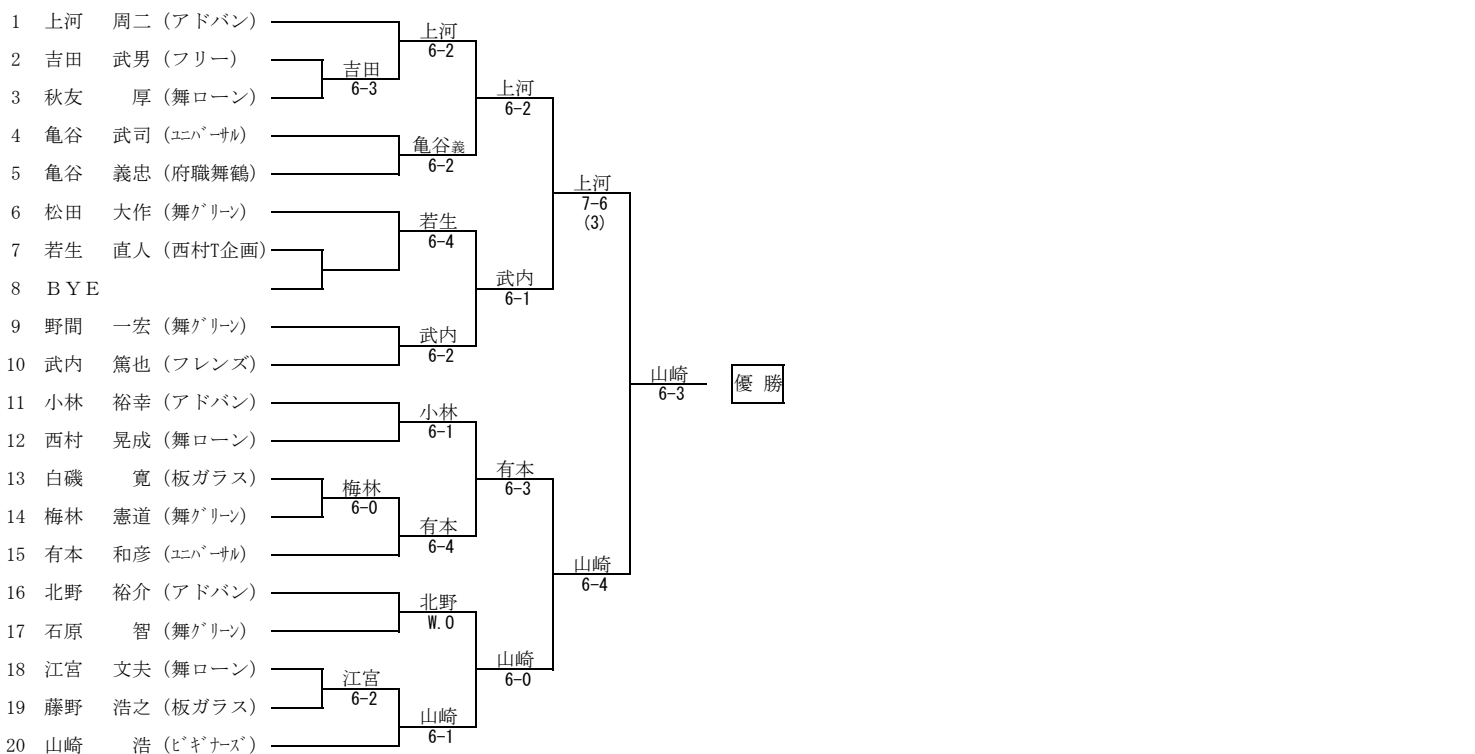 1 上河 周二 (アドバン)
2 吉田 武男 (フリー)
3 秋友 厚 (舞ローン)
4 亀谷 武司 (ﾕﾆﾊﾞｰｻﾙ)
5 亀谷 義忠 (府職舞鶴)
6 松田 大作 (舞ｸﾞﾘｰﾝ)
7 若生 直人 (西村T企画)
8 ＢＹＥ
9 野間 一宏 (舞ｸﾞﾘｰﾝ)
10 武内 篤也 (フレンズ)
11 小林 裕幸 (アドバン)
12 西村 晃成 (舞ローン)
13 白磯 寛 (板ガラス)
14 梅林 憲道 (舞ｸﾞﾘｰﾝ)
15 有本 和彦 (ﾕﾆﾊﾞｰｻﾙ)
16 北野 裕介 (アドバン)
17 石原 智 (舞ｸﾞﾘｰﾝ)
18 江宮 文夫 (舞ローン)
19 藤野 浩之 (板ガラス)
20 山崎 浩 (ﾋﾞｷﾞﾅｰｽﾞ)
吉田
6-3
梅林
6-0
江宮
6-2
上河
6-2
亀谷義
6-2
若生
6-4
武内
6-2
小林
6-1
有本
6-4
北野
W.O
山崎
6-1
上河
6-2
武内
6-1
有本
6-3
山崎
6-0
上河
7-6
(3)
山崎
6-4
山崎
6-3
優 勝